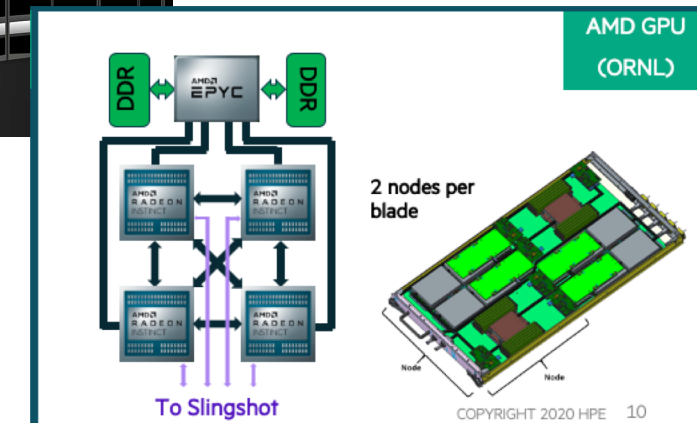 AMD GPU
(ORNL)
DDR
AMD
EPYC
DDR
AMD
RADEON
INSTINCT
AMD
RADEON
INSTINCT
2 nodes per
blade
AMD
RADEON
INSTINCT
AMD
RADEON
INSTINCT
Node
Node
To Slingshot
COPYRIGHT 2020 HPE 10